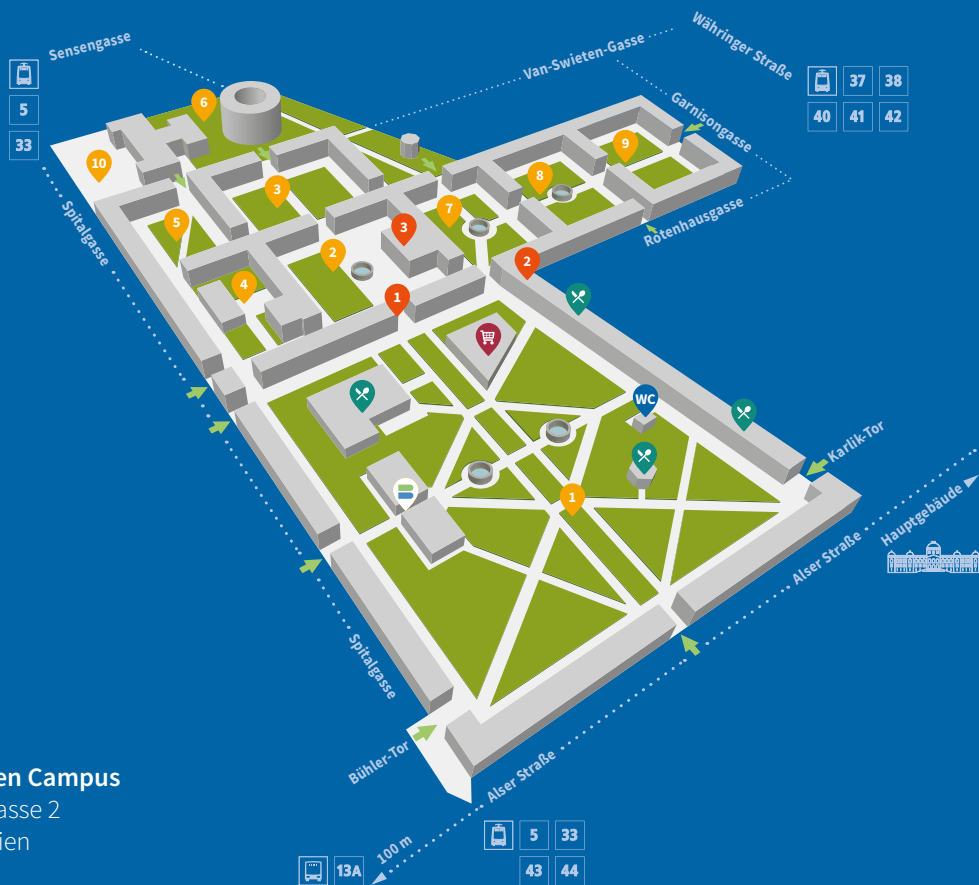 Sensengasse
Van-Swieten-Gasse
Währinger Straße
5
33
37
38
40
41
42
Garnisongasse
6
10
9
8
3
5
7
3
2
4
2
1
Rotenhausgasse
Spitalgasse
WC
1
Karlik-Tor
Hauptgebäude
Alser Straße
Spitalgasse
Bühler-Tor
Alser Straße
en Campus
asse 2
ien
100 m
13A
5
33
43
44